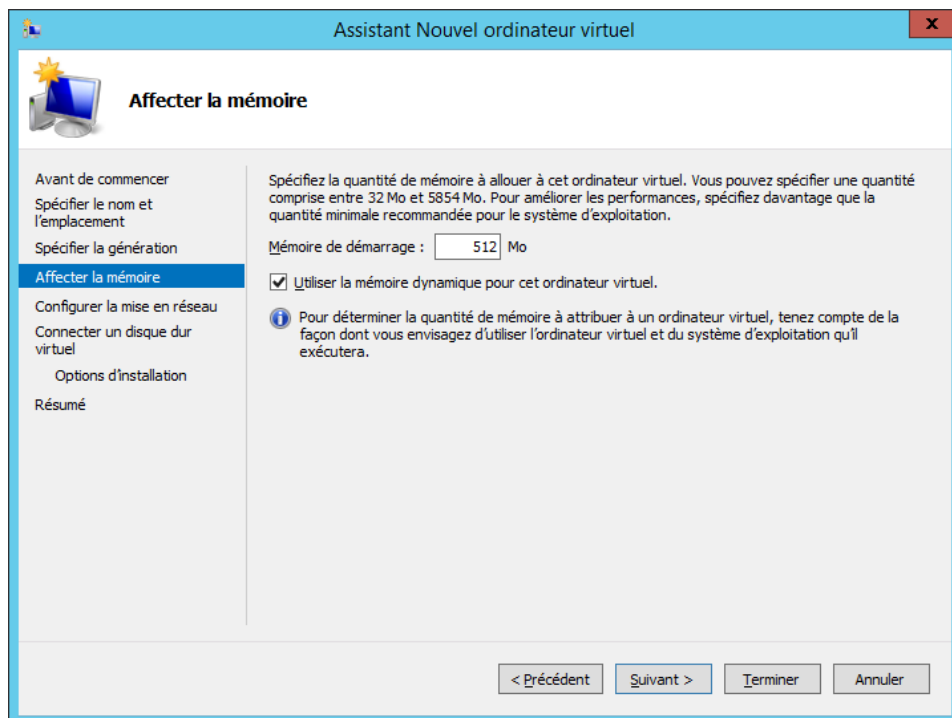 Assistant Nouvel ordinateur virtuel
x
Affecter la mémoire
Avant de commencer
Spécifier le nom et
l'emplacement
Spécifier la génération
Affecter la mémoire
Configurer la mise en réseau
Connecter un disque dur
virtuel
Options d'installation
Résumé
Spécifiez la quantité de mémoire à allouer à cet ordinateur virtuel. Vous pouvez spécifier une quantité
comprise entre 32 Mo et 5854 Mo. Pour améliorer les performances, spécifiez davantage que la
quantité minimale recommandée pour le système d'exploitation.
Mémoire de démarrage : 512 Mo
Utiliser la mémoire dynamique pour cet ordinateur virtuel.
Pour déterminer la quantité de mémoire à attribuer à un ordinateur virtuel, tenez compte de la
façon dont vous envisagez d'utiliser l'ordinateur virtuel et du système d'exploitation qu'il
exécutera.
< Précédent
Suivant >
Terminer
Annuler